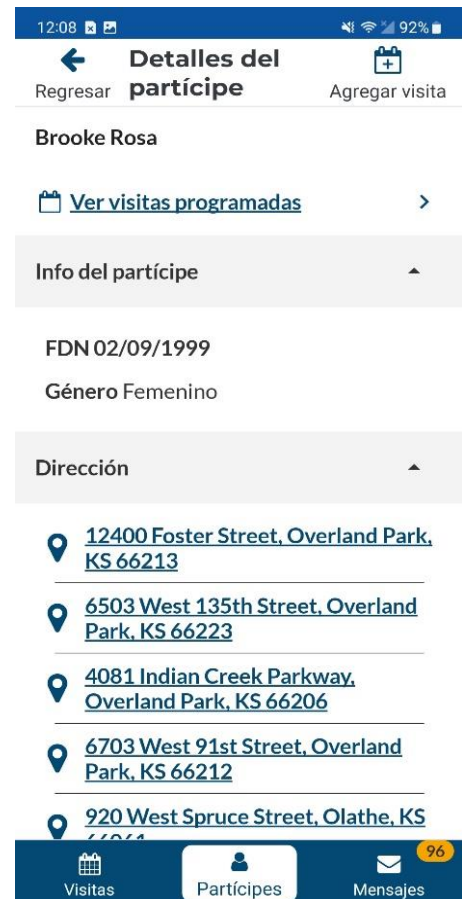 12:08 92%
Detalles del
Regresar partícipe Agregar visita
Brooke Rosa
Ver visitas programadas
Info del partícipe
FDN 02/09/1999
Género Femenino
Dirección
12400 Foster Street, Overland Park,
KS 66213
6503 West 135th Street, Overland
Park, KS 66223
4081 Indian Creek Parkway,
Overland Park, KS 66206
6703 West 91st Street, Overland
Park, KS 66212
920 West Spruce Street, Olathe, KS
96
Visitas Partícipes Mensajes